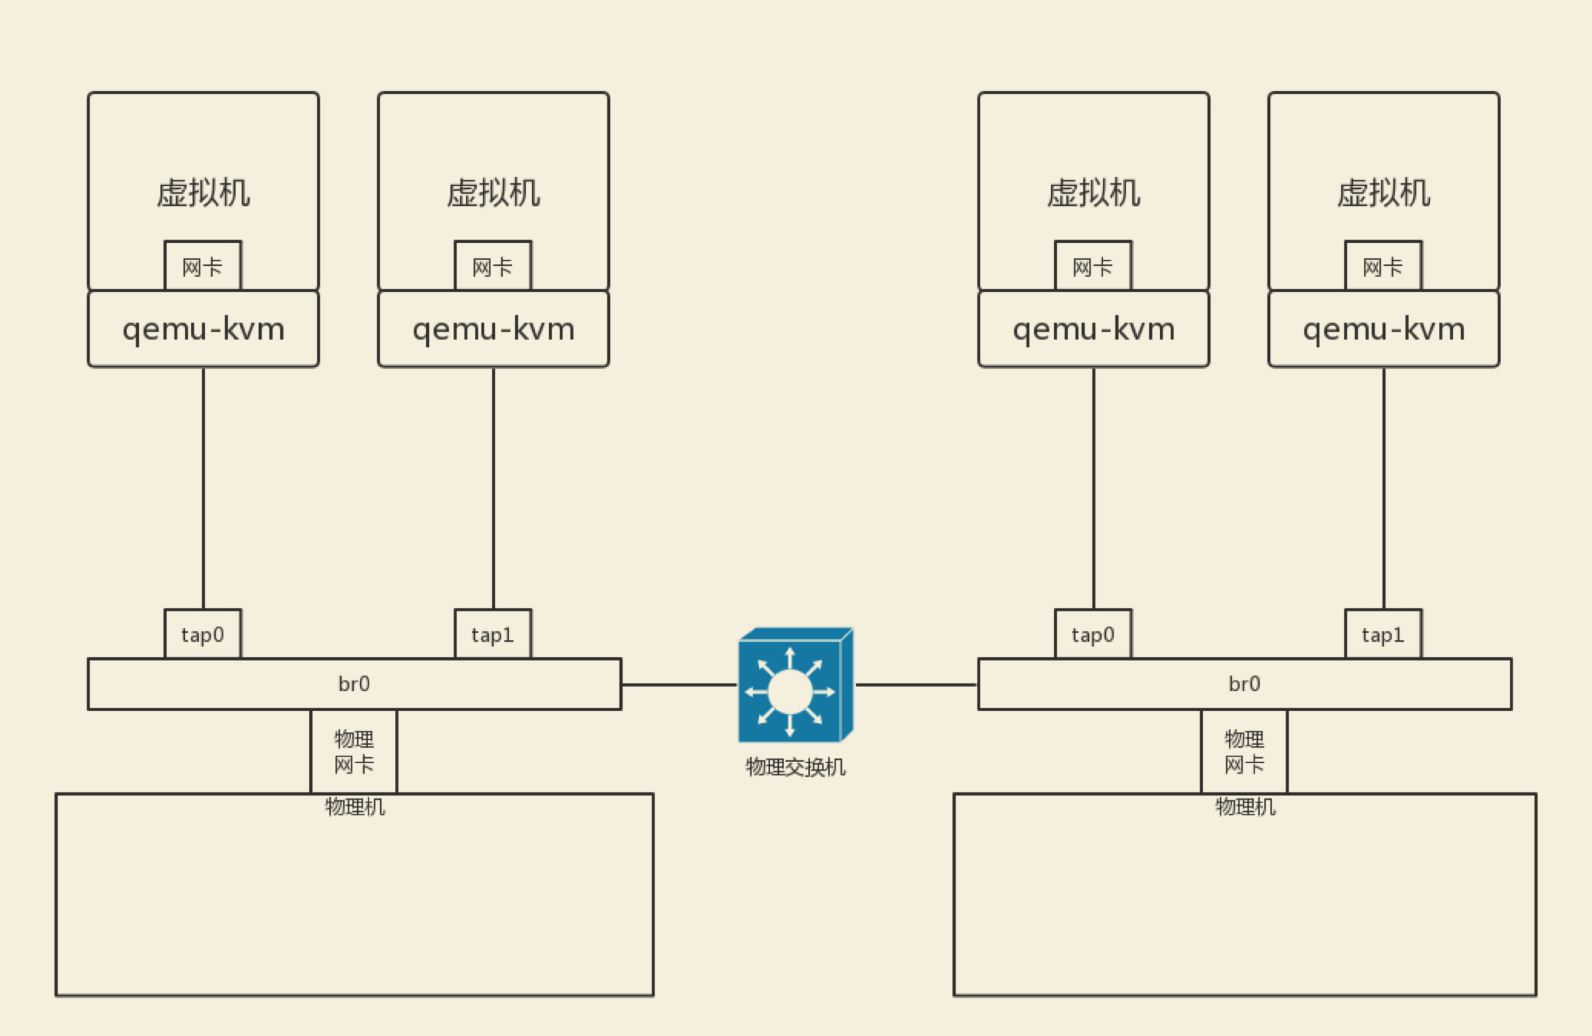 虚拟机
虚拟机
虚拟机
虚拟机
网卡
网卡
网卡
网卡
qemu-kvm
qemu-kvm
qemu-kvm
qemu-kvm
tap0
tap1
tap0
tap1
br0
br0
物理
网卡
物理交换机
物理
网卡
物理机
物理机